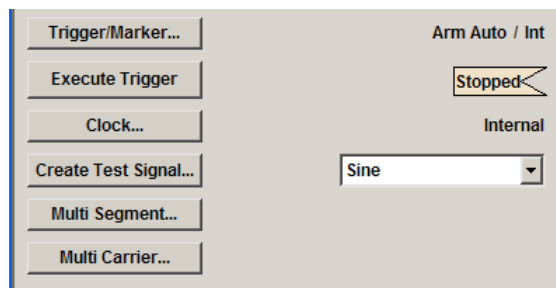 Trigger/Marker... Arm Auto / Int
Execute Trigger Stopped
Clock... Internal
Create Test Signal... Sine
Multi Segment...
Multi Carrier...